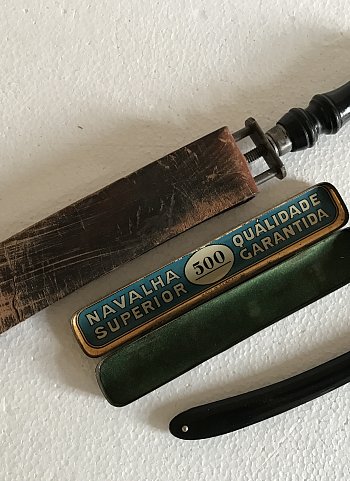 NAVALHA
SUPERIOR
500
QUALIDADE
GARANTIDA